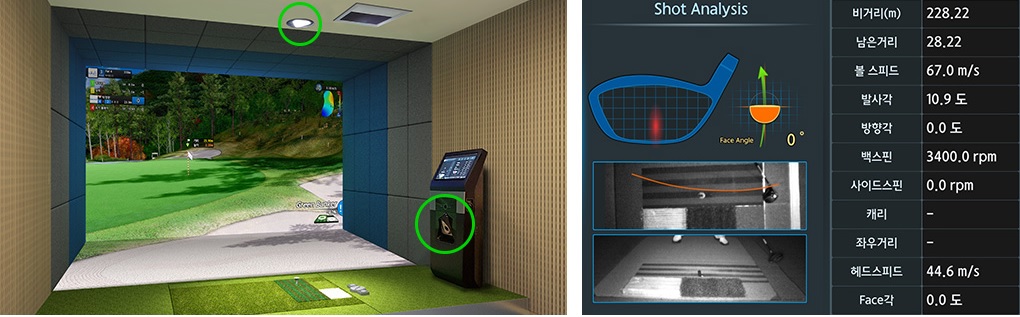 Green Bunker
Shot Analysis
Face Angle
0°
비거리(m) 228.22
남은거리 28.22
볼 스피드 67.0 m/s
발사각 10.9 도
방향각 0.0 도
백스핀 3400.0 rpm
사이드스핀 0.0 rpm
캐리 –
좌우거리 –
헤드스피드 44.6 m/s
Face각 0.0 도